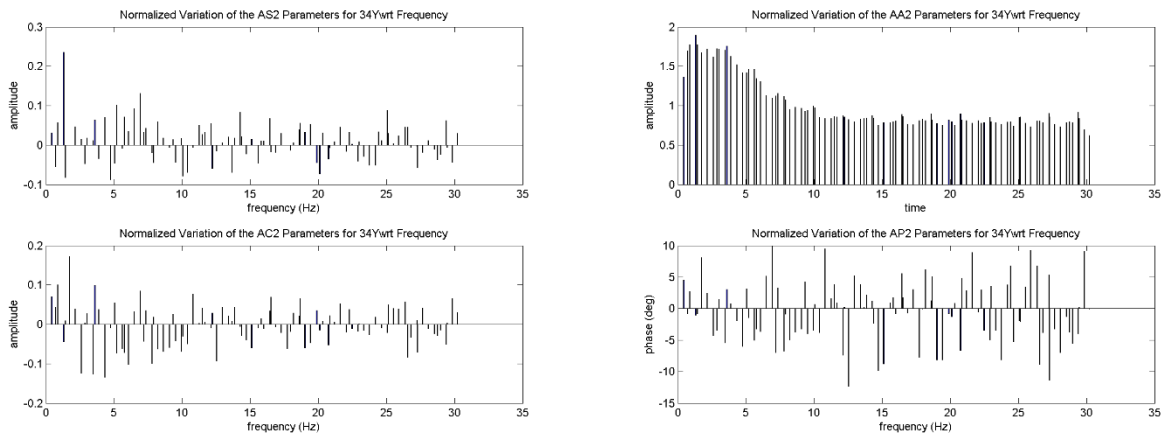 Normalized Variation of the AS2 Parameters for 34Ywrt Frequency
0.3
0.2
0.1
0
-0.1
amplitude
0 5 10 15 20 25 30 35
frequency (Hz)
Normalized Variation of the AA2 Parameters for 34Ywrt Frequency
2
1.5
1
0.5
0
amplitude
0 5 10 15 20 25 30 35
time
Normalized Variation of the AC2 Parameters for 34Ywrt Frequency
0.2
0.1
0
-0.1
-0.2
amplitude
0 5 10 15 20 25 30 35
frequency (Hz)
Normalized Variation of the AP2 Parameters for 34Ywrt Frequency
10
5
0
-5
-10
-15
phase (deg)
0 5 10 15 20 25 30 35
frequency (Hz)